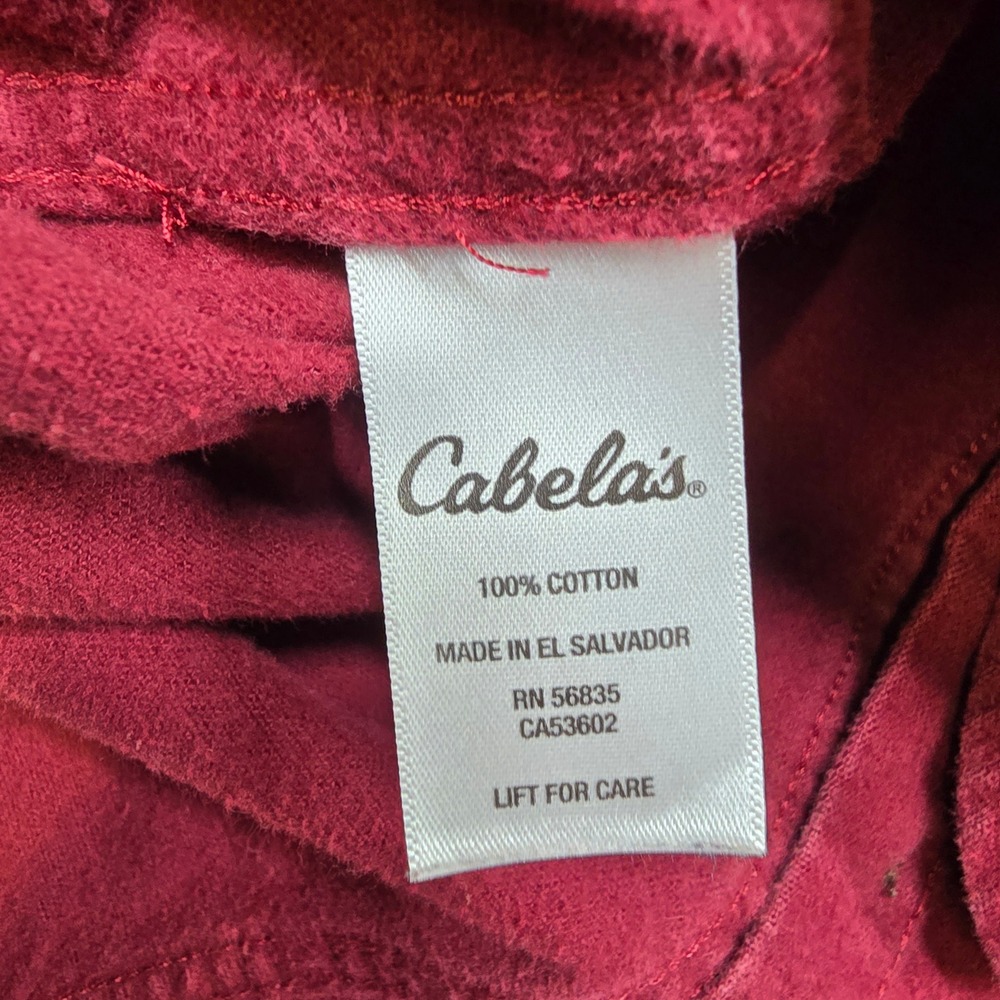 Cabela's®
100% COTTON
MADE IN EL SALVADOR
RN 56835
CA53602
LIFT FOR CARE